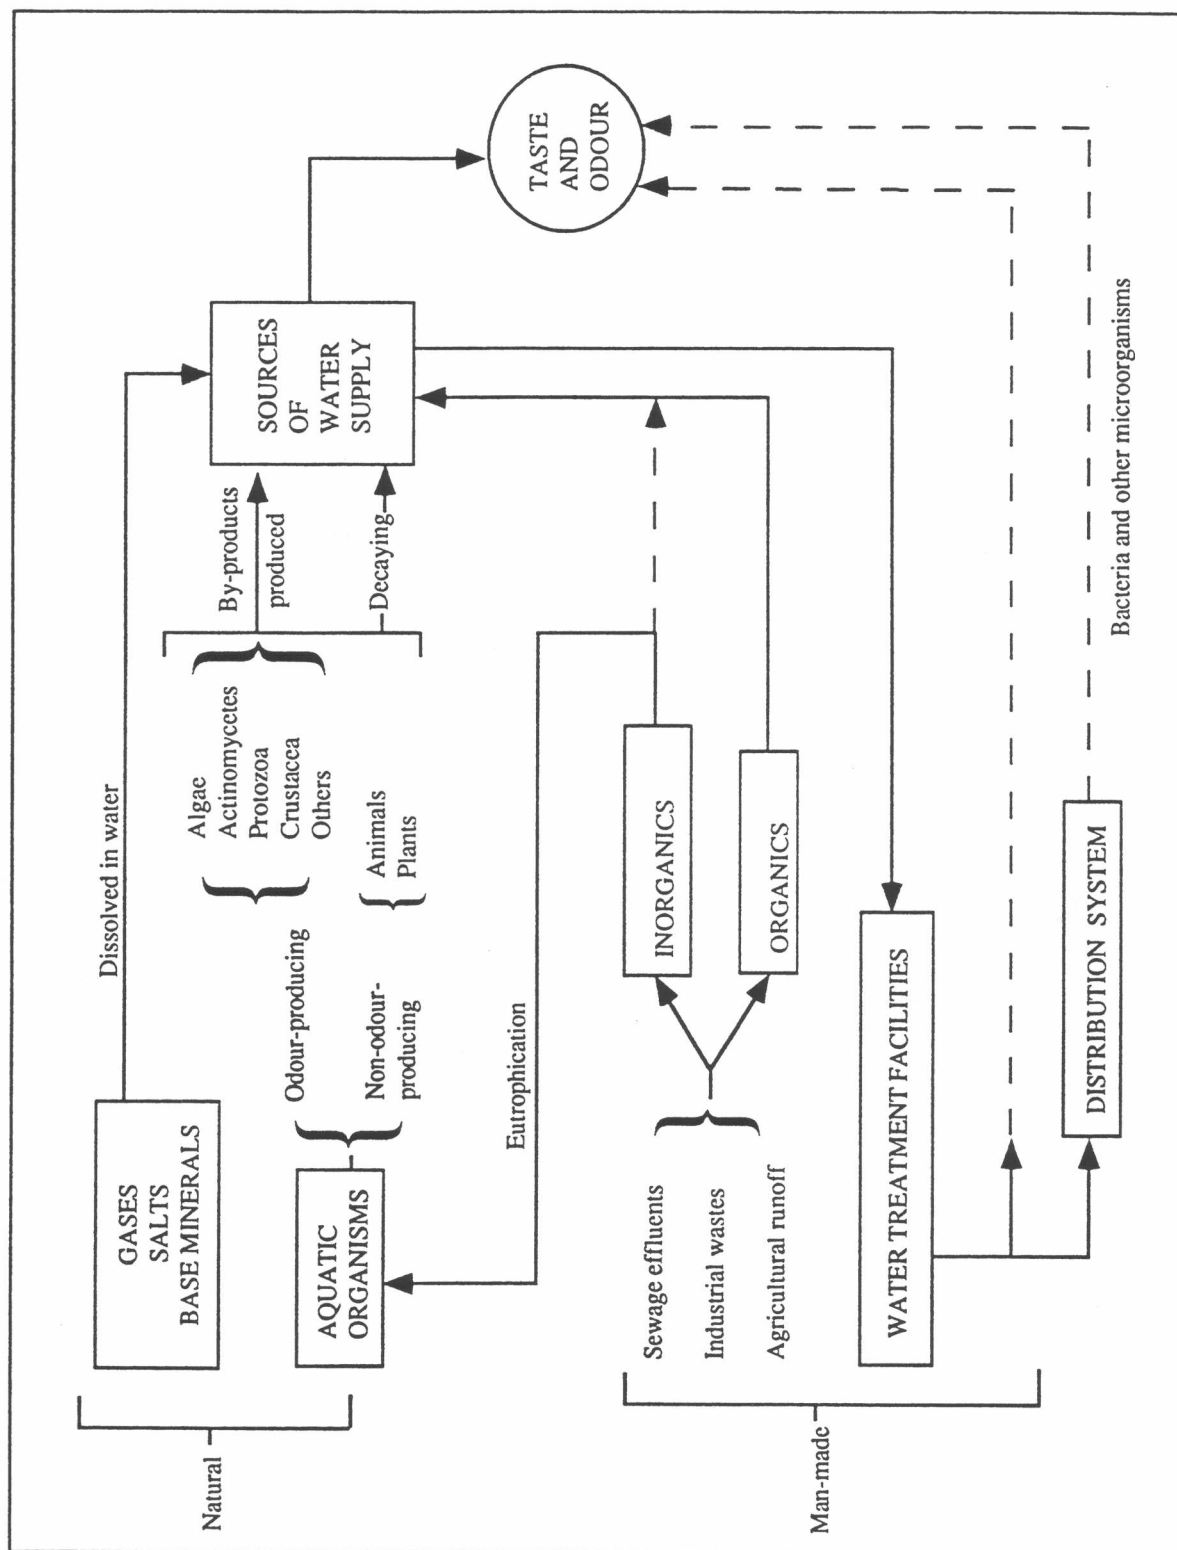 Natural
GASES
SALTS
BASE MINERALS
Dissolved in water
AQUATIC
ORGANISMS
Odour-producing
Non-odour-
producing
Algae
Actinomycetes
Protozoa
Crustacea
Others
Animals
Plants
By-products
produced
Decaying
SOURCES
OF
WATER
SUPPLY
TASTE
AND
ODOUR
Eutrophication
Man-made
Sewage effluents
Industrial wastes
Agricultural runoff
INORGANICS
ORGANICS
WATER TREATMENT FACILITIES
DISTRIBUTION SYSTEM
Bacteria and other microorganisms